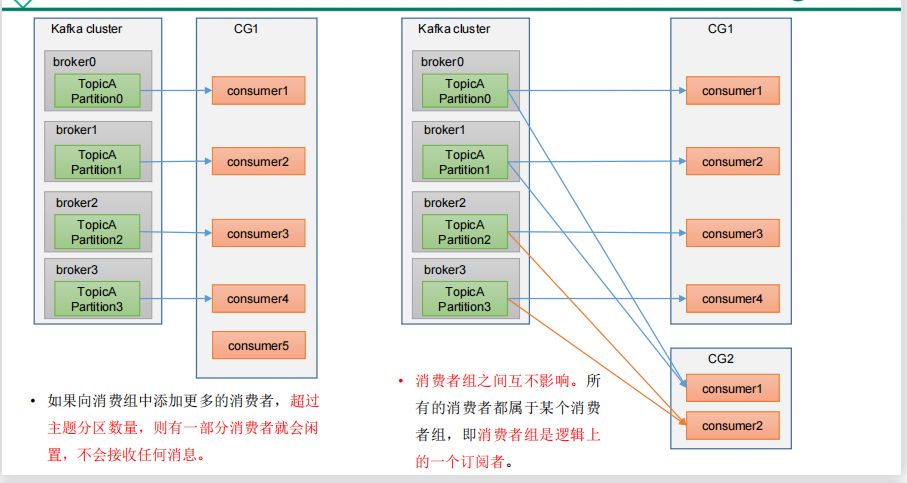 Kafka cluster
CG1
broker0
TopicA
Partition0
consumer1
broker1
TopicA
Partition1
consumer2
broker2
TopicA
Partition2
consumer3
broker3
TopicA
Partition3
consumer4
consumer5
• 如果向消费组中添加更多的消费者，超过
主题分区数量，则有一部分消费者就会闲
置，不会接收任何消息。
Kafka cluster
CG1
broker0
TopicA
Partition0
consumer1
broker1
TopicA
Partition1
consumer2
broker2
TopicA
Partition2
consumer3
broker3
TopicA
Partition3
consumer4
CG2
consumer1
consumer2
• 消费者组之间互不影响。所
有的消费者都属于某个消费
者组，即消费者组是逻辑上
的一个订阅者。